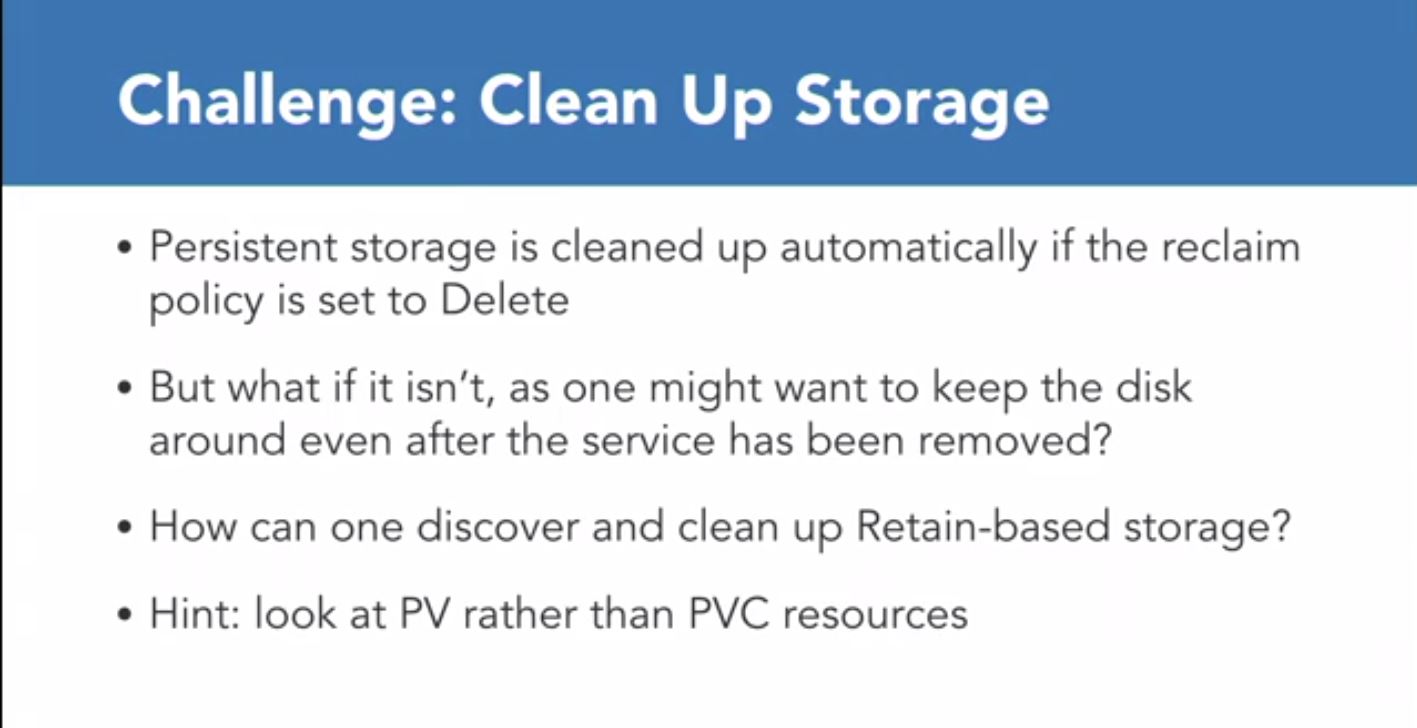 Challenge: Clean Up Storage
• Persistent storage is cleaned up automatically if the reclaim
policy is set to Delete
• But what if it isn’t, as one might want to keep the disk
around even after the service has been removed?
• How can one discover and clean up Retain-based storage?
• Hint: look at PV rather than PVC resources